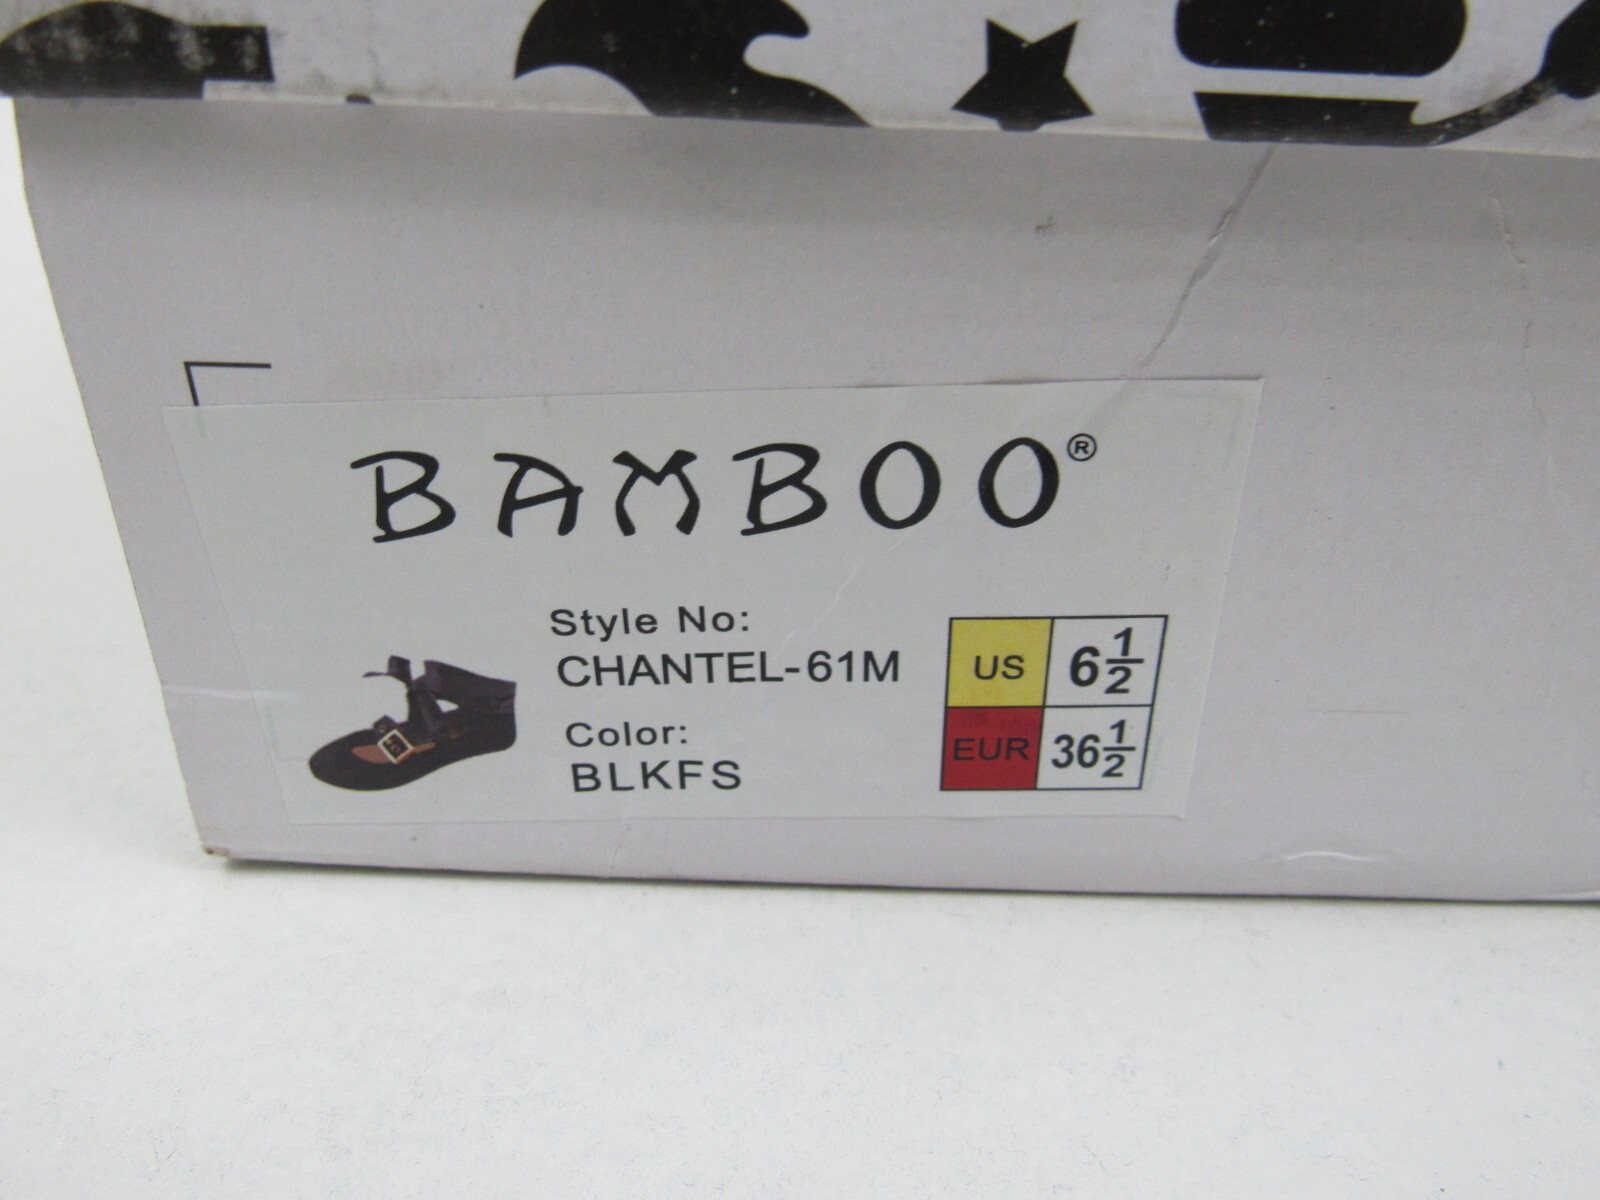 BAMBOO®
Style No:
CHANTEL-61M
Color:
BLKFS
US 6 1/2
EUR 36 1/2